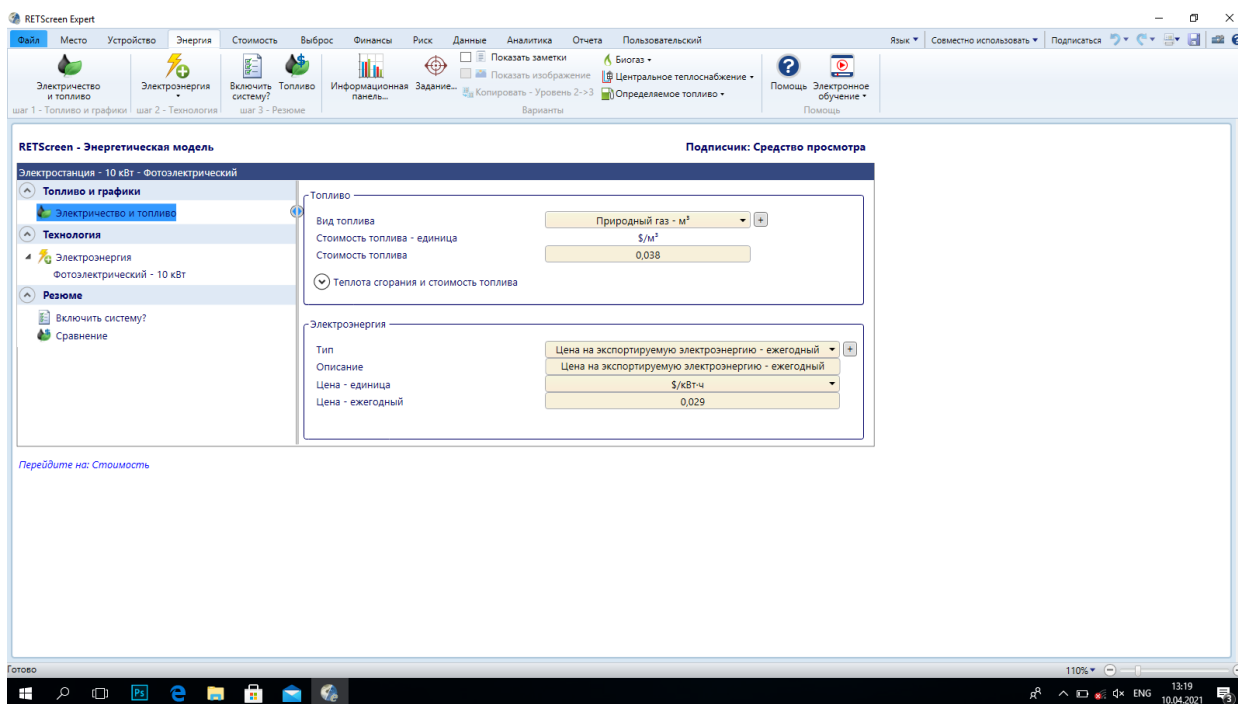 RETScreen Expert
Файл Место Устройство Энергия Стоимость Выброс Финансы Риск Данные Аналитика Отчета Пользовательский Язык Совместно использовать Подписаться
Электричество и топливо
Электроэнергия
Включить систему?
Топливо
Информационная панель...
Задание...
Показать заметки
Показать изображение
Копировать - Уровень 2->3
Биогаз
Центральное теплоснабжение
Определяемое топливо
Помощь
Электронное обучение
шаг 1 - Топливо и графики шаг 2 - Технология шаг 3 - Резюме Варианты Помощь
RETScreen - Энергетическая модель Подписчик: Средство просмотра
Электростанция - 10 кВт - Фотоэлектрический
Топливо и графики
Электричество и топливо
Технология
Электроэнергия
Фотоэлектрический - 10 кВт
Резюме
Включить систему?
Сравнение
Топливо
Вид топлива Природный газ - м³
Стоимость топлива - единица $/м³
Стоимость топлива 0,038
Теплота сгорания и стоимость топлива
Электроэнергия
Тип Цена на экспортируемую электроэнергию - ежегодный
Описание Цена на экспортируемую электроэнергию - ежегодный
Цена - единица $/кВт·ч
Цена - ежегодный 0,029
Перейдите на: Стоимость
Готово 110%
Ps ENG 13:19
10.04.2021
3